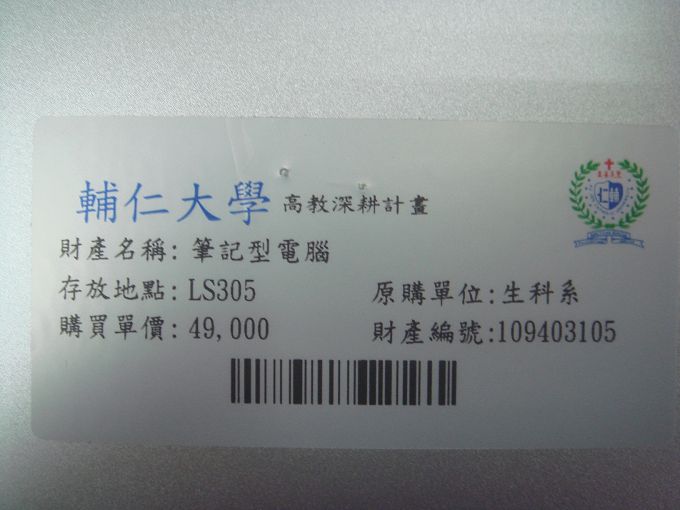 輔仁大學 高教深耕計畫
財產名稱: 筆記型電腦
存放地點: LS305 原購單位:生科系
購買單價: 49,000 財產編號:109403105